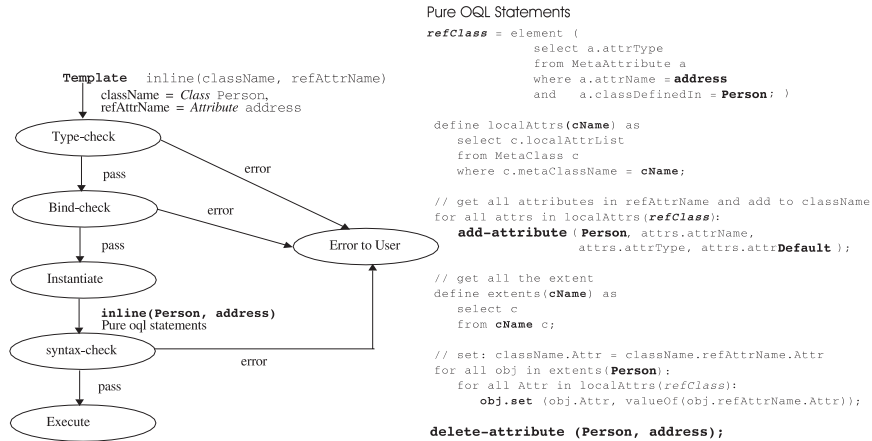 Template inline(className, refAttrName)
className = Class Person,
refAttrName = Attribute address
Type-check
error
pass
Bind-check
error
pass
Error to User
Instantiate
inline(Person, address)
Pure oql statements
syntax-check
error
pass
Execute
Pure OQL Statements
refClass = element (
select a.attrType
from MetaAttribute a
where a.attrName = address
and a.classDefinedIn = Person; )
define localAttrs(cName) as
select c.localAttrList
from MetaClass c
where c.metaClassName = cName;
// get all attributes in refAttrName and add to className
for all attrs in localAttrs(refClass):
add-attribute ( Person, attrs.attrName,
attrs.attrType, attrs.attrDefault );
// get all the extent
define extents(cName) as
select c
from cName c;
// set: className.Attr = className.refAttrName.Attr
for all obj in extents(Person):
for all Attr in localAttrs(refClass):
obj.set (obj.Attr, valueOf(obj.refAttrName.Attr));
delete-attribute (Person, address);